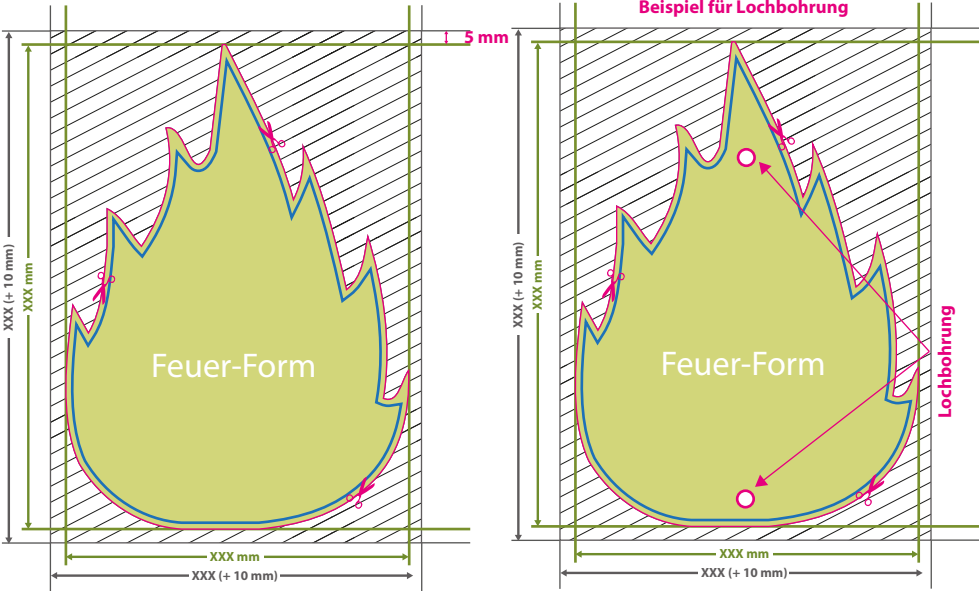 5 mm
XXX (+ 10 mm)
XXX mm
Feuer-Form
XXX mm
XXX (+ 10 mm)
Beispiel für Lochbohrung
XXX (+ 10 mm)
XXX mm
Feuer-Form
Lochbohrung
XXX mm
XXX (+ 10 mm)